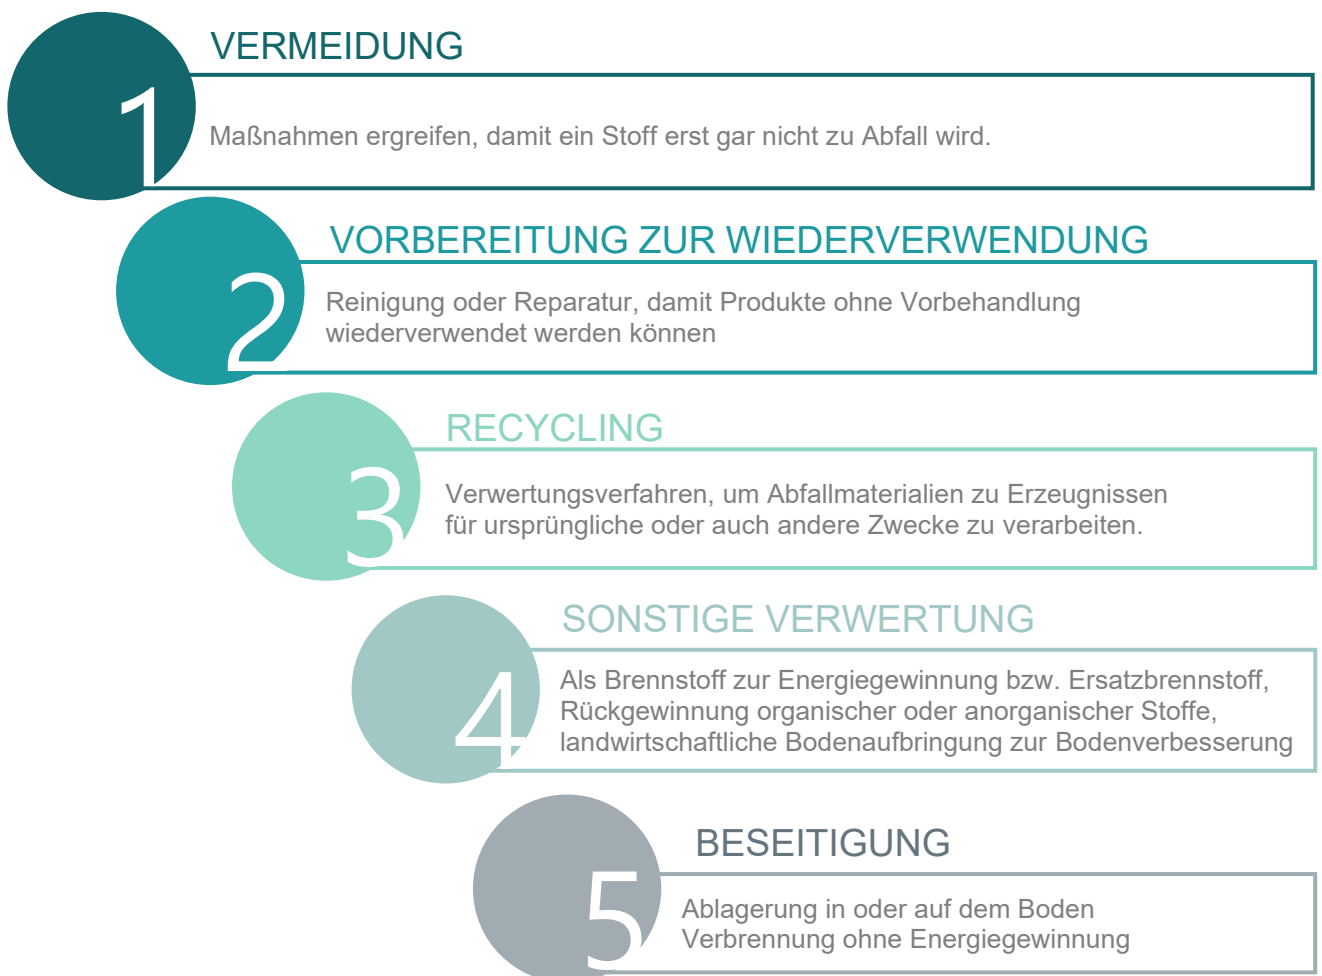 1
VERMEIDUNG
Maßnahmen ergreifen, damit ein Stoff erst gar nicht zu Abfall wird.
2
VORBEREITUNG ZUR WIEDERVERWENDUNG
Reinigung oder Reparatur, damit Produkte ohne Vorbehandlung
wiederverwendet werden können
3
RECYCLING
Verwertungsverfahren, um Abfallmaterialien zu Erzeugnissen
für ursprüngliche oder auch andere Zwecke zu verarbeiten.
4
SONSTIGE VERWERTUNG
Als Brennstoff zur Energiegewinnung bzw. Ersatzbrennstoff,
Rückgewinnung organischer oder anorganischer Stoffe,
landwirtschaftliche Bodenaufbringung zur Bodenverbesserung
5
BESEITIGUNG
Ablagerung in oder auf dem Boden
Verbrennung ohne Energiegewinnung